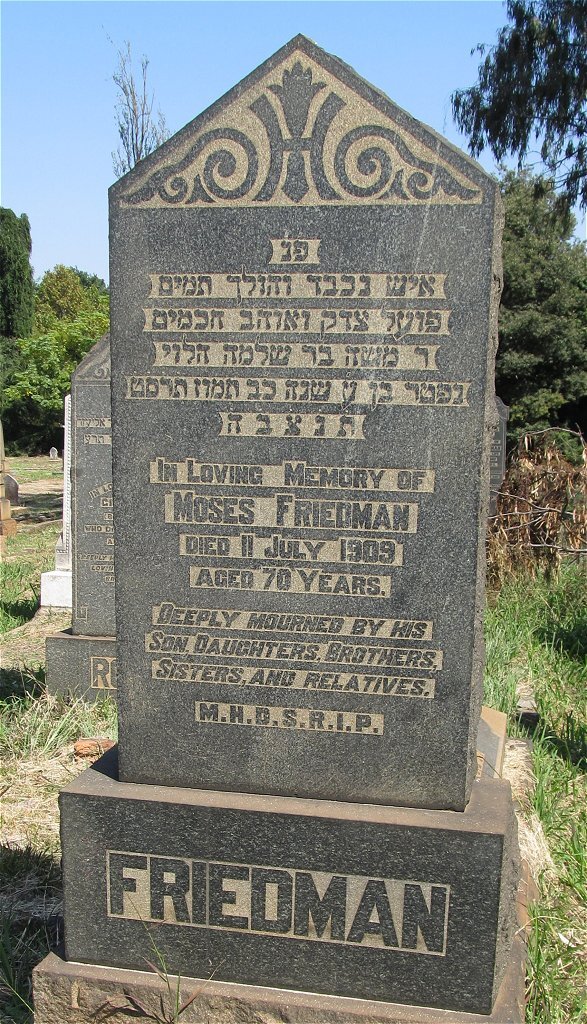 פנ
איש נכבד והולך תמים
פועל צדק ואוהב חכמים
ר משה בר שלמה הלוי
נפטר בן ע שנה כב תמוז תרסט
תנצבה
IN LOVING MEMORY OF
MOSES FRIEDMAN
DIED 11 JULY 1909
AGED 70 YEARS.
DEEPLY MOURNED BY HIS
SON, DAUGHTERS, BROTHERS,
SISTERS, AND RELATIVES.
M.H.D.S.R.I.P.
FRIEDMAN